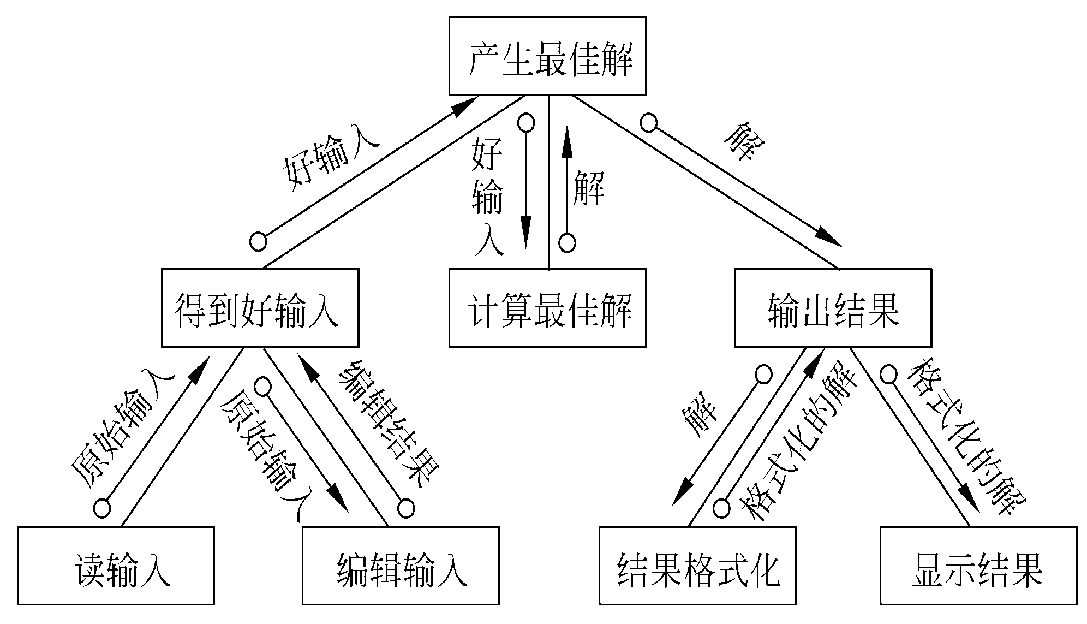 产生最佳解
好输入
好输入
解
解
得到好输入
计算最佳解
输出结果
原始输入
原始输入
编辑结果
解
格式化的解
格式化的解
读输入
编辑输入
结果格式化
显示结果